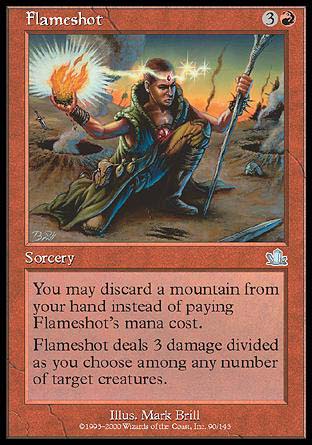 Flameshot 3
Brill
Sorcery
You may discard a mountain from
your hand instead of paying
Flameshot's mana cost.
Flameshot deals 3 damage divided
as you choose among any number
of target creatures.
Illus. Mark Brill
©1993-2000 Wizards of the Coast, Inc. 90/143